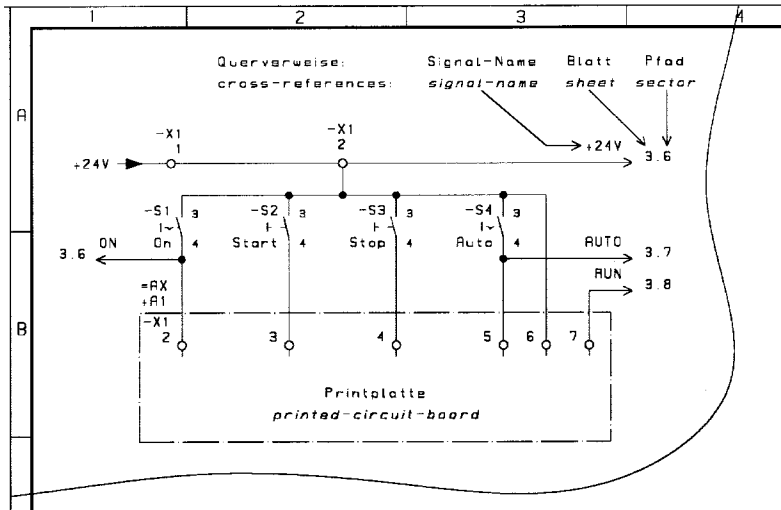 1 2 3 4
Querverweise: Signal-Name Blatt Pfad
cross-references: signal-name sheet sector
A
-X1 -X1
1 2 +24V
+24V 3.6
-S1 3 -S2 3 -S3 3 -S4 3
On 4 Start 4 Stop 4 Auto 4
3.6 ON AUTO 3.7
RUN 3.8
=AX
+A1
B
-X1
2 3 4 5 6 7
Printplatte
printed-circuit-board